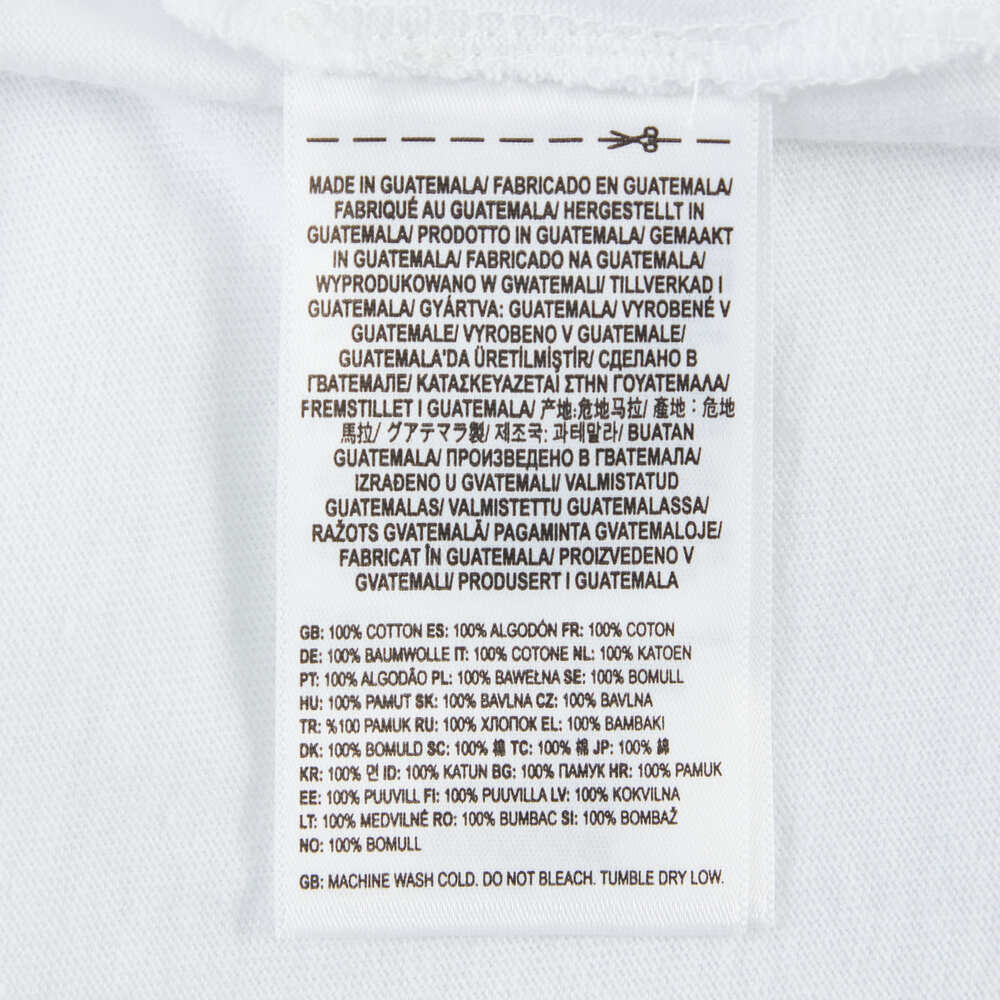 MADE IN GUATEMALA/ FABRICADO EN GUATEMALA/
FABRIQUÉ AU GUATEMALA/ HERGESTELLT IN
GUATEMALA/ PRODOTTO IN GUATEMALA/ GEMAAKT
IN GUATEMALA/ FABRICADO NA GUATEMALA/
WYPRODUKOWANO W GWATEMALI/ TILLVERKAD I
GUATEMALA/ GYÁRTVA: GUATEMALA/ VYROBENÉ V
GUATEMALE/ VYROBENO V GUATEMALE/
GUATEMALA'DA ÜRETİLMİŞTİR/ СДЕЛАНО В
ГВАТЕМАЛЕ/ ΚΑΤΑΣΚΕΥΑΖΕΤΑΙ ΣΤΗΝ ΓΟΥΑΤΕΜΑΛΑ/
FREMSTILLET I GUATEMALA/ 产地:危地马拉/ 產地：危地
馬拉/ グアテマラ製/ 제조국: 과테말라/ BUATAN
GUATEMALA/ ПРОИЗВЕДЕНО В ГВАТЕМАЛА/
IZRAĐENO U GVATEMALI/ VALMISTATUD
GUATEMALAS/ VALMISTETTU GUATEMALASSA/
RAŽOTS GVATEMALĀ/ PAGAMINTA GVATEMALOJE/
FABRICAT ÎN GUATEMALA/ PROIZVEDENO V
GVATEMALI/ PRODUSERT I GUATEMALA
GB: 100% COTTON ES: 100% ALGODÓN FR: 100% COTON
DE: 100% BAUMWOLLE IT: 100% COTONE NL: 100% KATOEN
PT: 100% ALGODÃO PL: 100% BAWEŁNA SE: 100% BOMULL
HU: 100% PAMUT SK: 100% BAVLNA CZ: 100% BAVLNA
TR: %100 PAMUK RU: 100% ХЛОПОК EL: 100% ΒΑΜΒΑΚΙ
DK: 100% BOMULD SC: 100% 棉 TC: 100% 棉 JP: 100% 綿
KR: 100% 면 ID: 100% KATUN BG: 100% ПАМУК HR: 100% PAMUK
EE: 100% PUUVILL FI: 100% PUUVILLA LV: 100% KOKVILNA
LT: 100% MEDVILNĖ RO: 100% BUMBAC SI: 100% BOMBAŽ
NO: 100% BOMULL
GB: MACHINE WASH COLD. DO NOT BLEACH. TUMBLE DRY LOW.